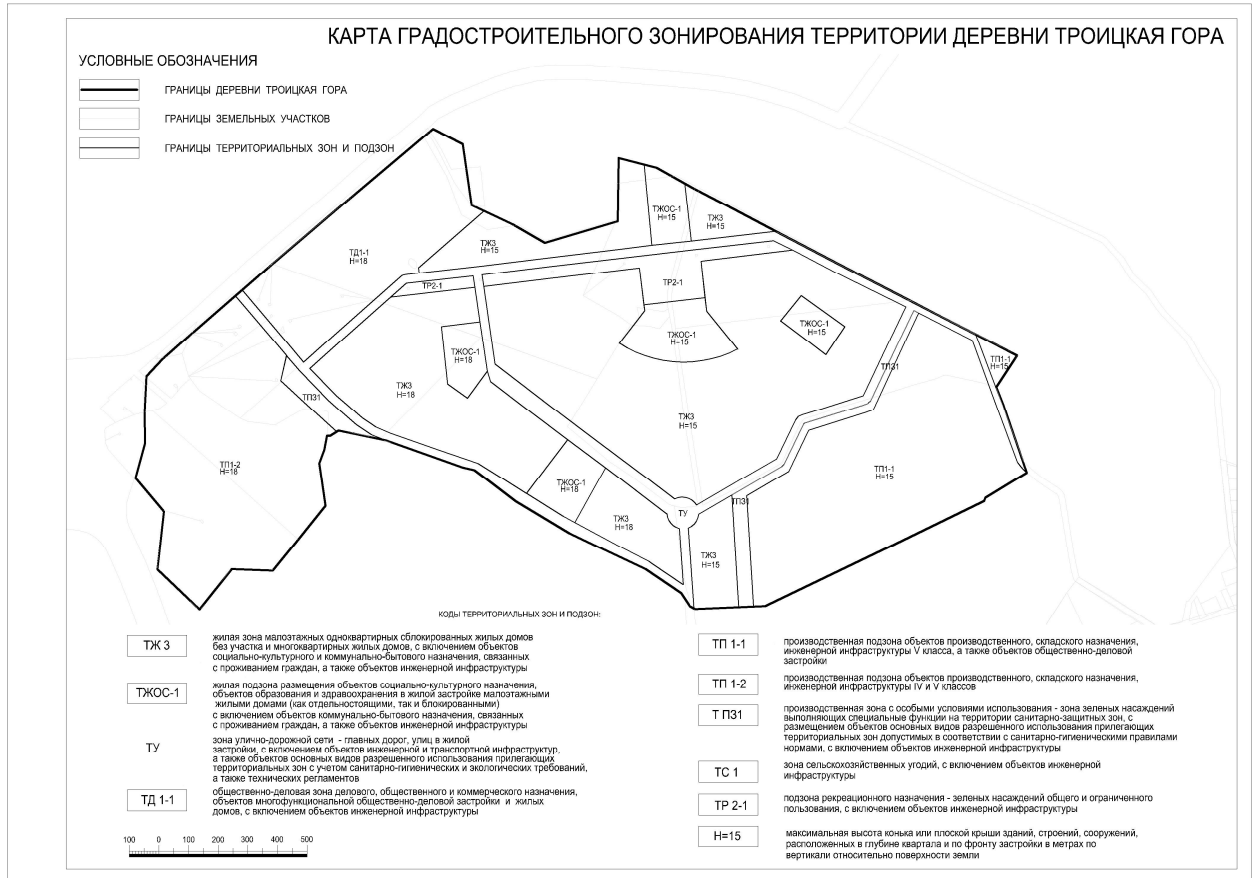 КАРТА ГРАДОСТРОИТЕЛЬНОГО ЗОНИРОВАНИЯ ТЕРРИТОРИИ ДЕРЕВНИ ТРОИЦКАЯ ГОРА
УСЛОВНЫЕ ОБОЗНАЧЕНИЯ
ГРАНИЦЫ ДЕРЕВНИ ТРОИЦКАЯ ГОРА
ГРАНИЦЫ ЗЕМЕЛЬНЫХ УЧАСТКОВ
ГРАНИЦЫ ТЕРРИТОРИАЛЬНЫХ ЗОН И ПОДЗОН
ТЖОС-1
H=15
ТЖ3
H=15
ТЖ3
H=15
ТД1-1
H=18
ТР2-1
ТР2-1
ТЖОС-1
H=15
ТЖОС-1
H=15
ТЖОС-1
H=18
ТП1-1
H=15
ТПЗ1
ТПЗ1
ТЖ3
H=18
ТЖ3
H=15
ТП1-2
H=18
ТП1-1
H=15
ТЖОС-1
H=18
ТПЗ1
ТУ
ТЖ3
H=18
ТЖ3
H=15
КОДЫ ТЕРРИТОРИАЛЬНЫХ ЗОН И ПОДЗОН:
ТЖ 3
жилая зона малоэтажных одноквартирных сблокированных жилых домов
без участка и многоквартирных жилых домов, с включением объектов
социально-культурного и коммунально-бытового назначения, связанных
с проживанием граждан, а также объектов инженерной инфраструктуры
ТЖОС-1
жилая подзона размещения объектов социально-культурного назначения,
объектов образования и здравоохранения в жилой застройке малоэтажными
жилыми домами (как отдельностоящими, так и блокированными)
с включением объектов коммунально-бытового назначения, связанных
с проживанием граждан, а также объектов инженерной инфраструктуры
ТУ
зона улично-дорожной сети - главных дорог, улиц в жилой
застройки, с включением объектов инженерной и транспортной инфраструктур,
а также объектов основных видов разрешенного использования прилегающих
территориальных зон с учетом санитарно-гигиенических и экологических требований,
а также технических регламентов
ТД 1-1
общественно-деловая зона делового, общественного и коммерческого назначения,
объектов многофункциональной общественно-деловой застройки и жилых
домов, с включением объектов инженерной инфраструктуры
100 0 100 200 300 400 500
ТП 1-1
производственная подзона объектов производственного, складского назначения,
инженерной инфраструктуры V класса, а также объектов общественно-деловой
застройки
ТП 1-2
производственная подзона объектов производственного, складского назначения,
инженерной инфраструктуры IV и V классов
Т ПЗ1
производственная зона с особыми условиями использования - зона зеленых насаждений
выполняющих специальные функции на территории санитарно-защитных зон, с
размещением объектов основных видов разрешенного использования прилегающих
территориальных зон допустимых в соответствии с санитарно-гигиеническими правилами
нормами, с включением объектов инженерной инфраструктуры
ТС 1
зона сельскохозяйственных угодий, с включением объектов инженерной
инфраструктуры
ТР 2-1
подзона рекреационного назначения - зеленых насаждений общего и ограниченного
пользования, с включением объектов инженерной инфраструктуры
H=15
максимальная высота конька или плоской крыши зданий, строений, сооружений,
расположенных в глубине квартала и по фронту застройки в метрах по
вертикали относительно поверхности земли